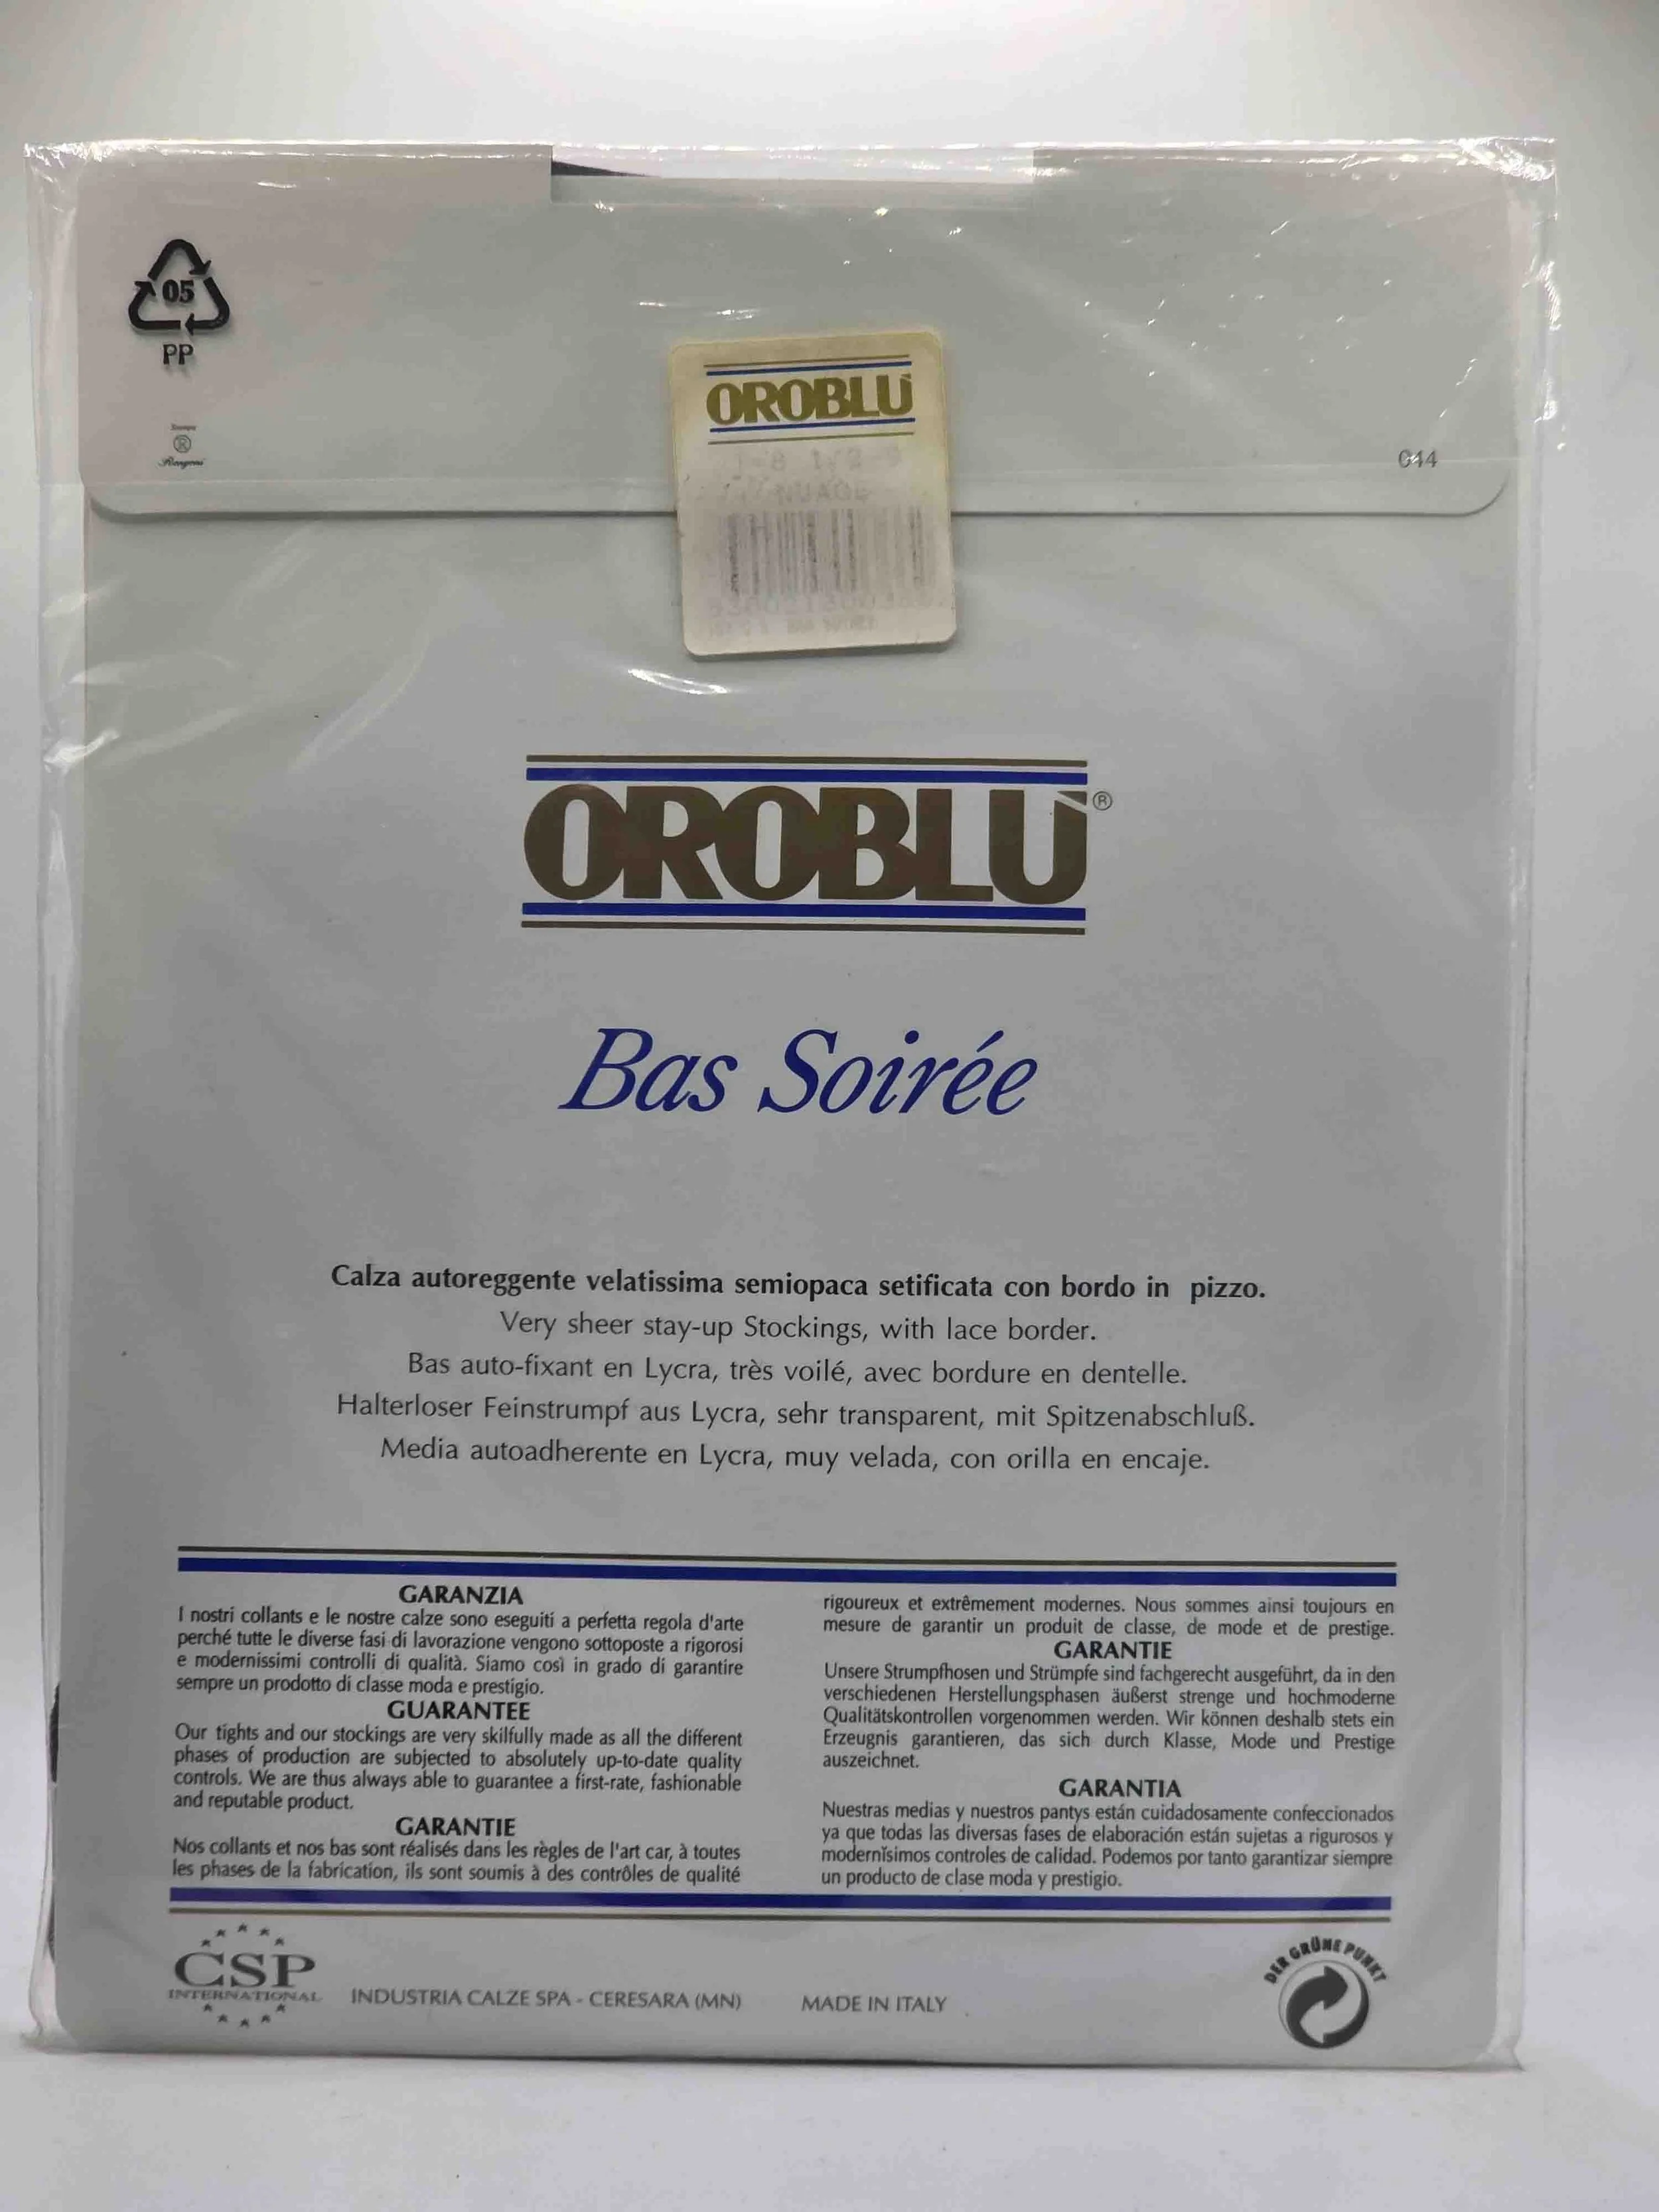 05
PP
OROBLÙ
NUAGE
044
OROBLÙ®
Bas Soirée
Calza autoreggente velatissima semiopaca setificata con bordo in pizzo.
Very sheer stay-up Stockings, with lace border.
Bas auto-fixant en Lycra, très voilé, avec bordure en dentelle.
Halterloser Feinstrumpf aus Lycra, sehr transparent, mit Spitzenabschluß.
Media autoadherente en Lycra, muy velada, con orilla en encaje.
GARANZIA
I nostri collants e le nostre calze sono eseguiti a perfetta regola d'arte
perché tutte le diverse fasi di lavorazione vengono sottoposte a rigorosi
e modernissimi controlli di qualità. Siamo così in grado di garantire
sempre un prodotto di classe moda e prestigio.
GUARANTEE
Our tights and our stockings are very skilfully made as all the different
phases of production are subjected to absolutely up-to-date quality
controls. We are thus always able to guarantee a first-rate, fashionable
and reputable product.
GARANTIE
Nos collants et nos bas sont réalisés dans les règles de l'art car, à toutes
les phases de la fabrication, ils sont soumis à des contrôles de qualité
rigoureux et extrêmement modernes. Nous sommes ainsi toujours en
mesure de garantir un produit de classe, de mode et de prestige.
GARANTIE
Unsere Strumpfhosen und Strümpfe sind fachgerecht ausgeführt, da in den
verschiedenen Herstellungsphasen äußerst strenge und hochmoderne
Qualitätskontrollen vorgenommen werden. Wir können deshalb stets ein
Erzeugnis garantieren, das sich durch Klasse, Mode und Prestige
auszeichnet.
GARANTIA
Nuestras medias y nuestros pantys están cuidadosamente confeccionados
ya que todas las diversas fases de elaboración están sujetas a rigurosos y
modernísimos controles de calidad. Podemos por tanto garantizar siempre
un producto de clase moda y prestigio.
CSP
INTERNATIONAL
INDUSTRIA CALZE SPA - CERESARA (MN)
MADE IN ITALY
DER GRÜNE PUNKT